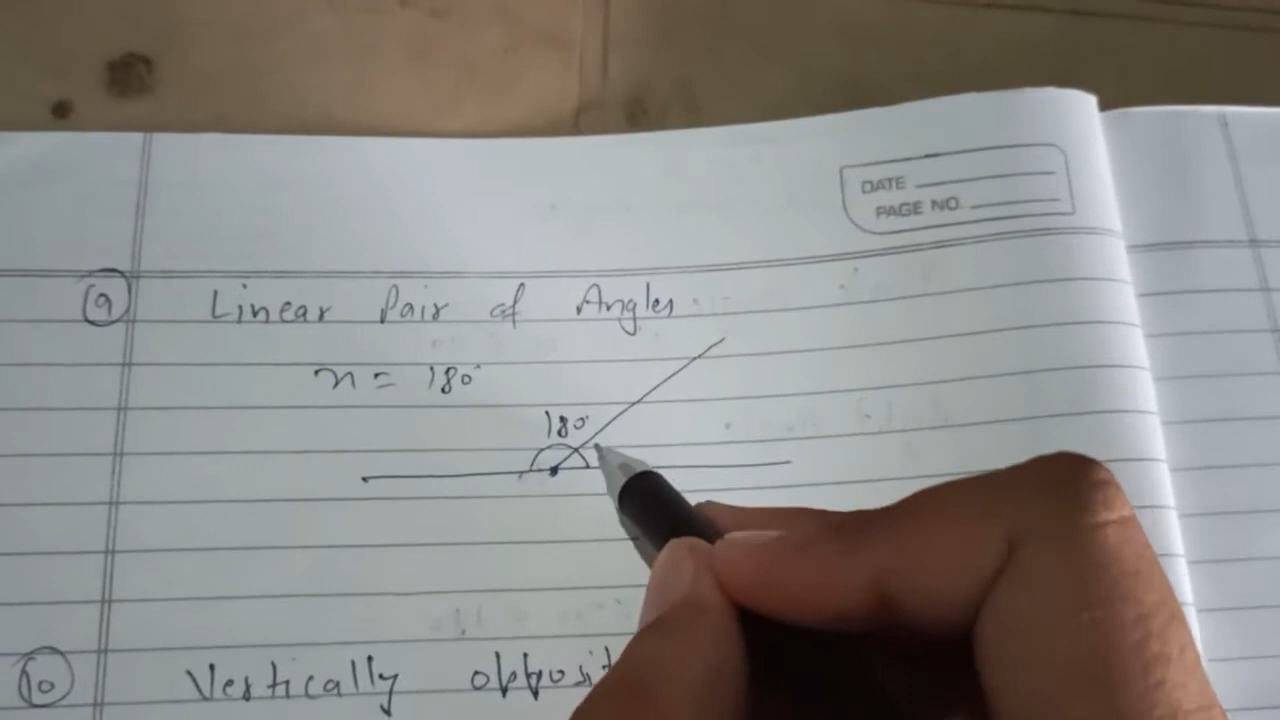 DATE
PAGE NO.
9 Linear Pair of Angles
x = 180°
180°
10 Vertically